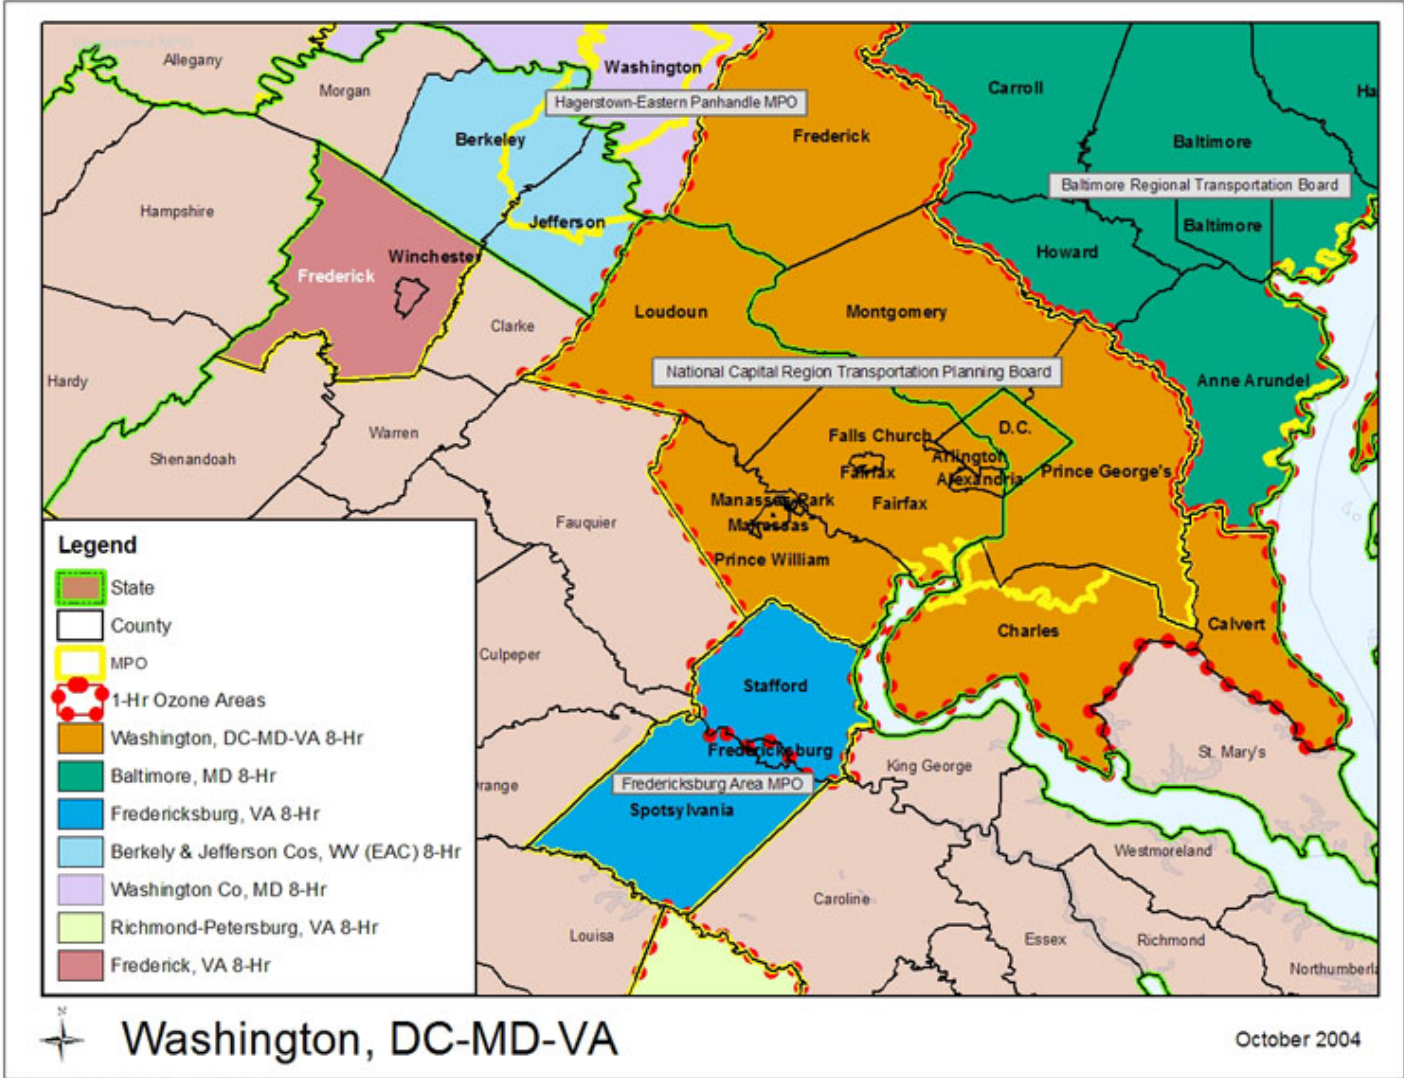 Allegany
Morgan
Washington
Carroll
Ha
Hagerstown-Eastern Panhandle MPO
Berkeley
Frederick
Baltimore
Baltimore Regional Transportation Board
Hampshire
Jefferson
Baltimore
Winchester
Howard
Frederick
Clarke
Loudoun
Montgomery
National Capital Region Transportation Planning Board
Hardy
Anne Arundel
Warren
Falls Church
D.C.
Shenandoah
Arlington
Fairfax
Alexandria
Prince George's
Manassas Park
Fairfax
Fauquier
Manassas
Prince William
Legend
State
County
MPO
1-Hr Ozone Areas
Washington, DC-MD-VA 8-Hr
Baltimore, MD 8-Hr
Fredericksburg, VA 8-Hr
Berkely & Jefferson Cos, WV (EAC) 8-Hr
Washington Co, MD 8-Hr
Richmond-Petersburg, VA 8-Hr
Frederick, VA 8-Hr
Charles
Calvert
Culpeper
Stafford
Fredericksburg
St. Mary's
King George
range
Fredericksburg Area MPO
Spotsylvania
Westmoreland
Caroline
Louisa
Essex
Richmond
Northumberla
N
Washington, DC-MD-VA
October 2004